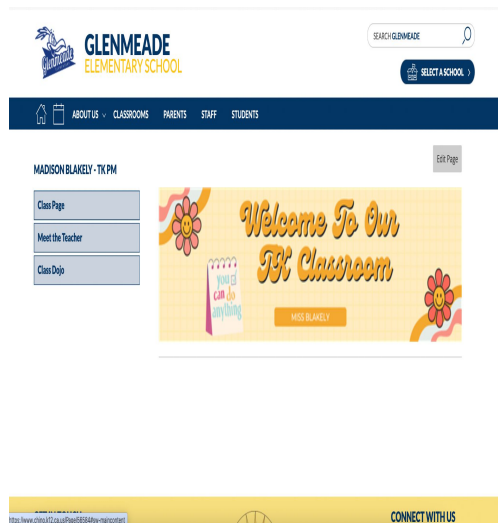 Glenmeade
GLENMEADE
ELEMENTARY SCHOOL
SEARCH GLENMEADE
SELECT A SCHOOL
ABOUT US CLASSROOMS PARENTS STAFF STUDENTS
Edit Page
MADISON BLAKELY - TK PM
Class Page
Meet the Teacher
Class Dojo
Welcome To Our
TK Classroom
you
can do
anything
MISS BLAKELY
CONNECT WITH US